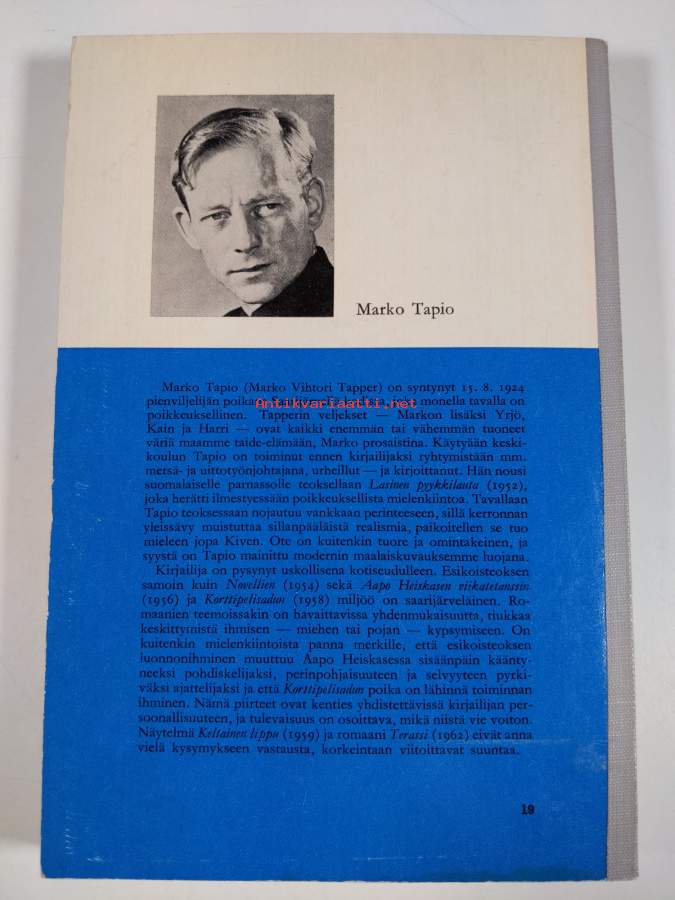 Marko Tapio
Marko Tapio (Marko Vihtori Tapper) on syntynyt 15. 8. 1924
pienviljelijän monella tavalla on
Antikvariaatti.net
poikkeuksellinen. Tapperin veljekset — Markon lisäksi Yrjö,
Kain ja Harri — ovat kaikki enemmän tai vähemmän tuoneet
väriä maamme taide-elämään, Marko prosaistina. Käytyään keski-
koulun Tapio on toiminut ennen kirjailijaksi ryhtymistään mm.
metsä- ja uittotyönjohtajana, urheillut — ja kirjoittanut. Hän nousi
suomalaiselle parnassolle teoksellaan Lasinen pyykkilauta (1952),
joka herätti ilmestyessään poikkeuksellista mielenkiintoa. Tavallaan
Tapio teoksessaan nojautuu vankkaan perinteeseen, sillä kerronnan
yleissävy muistuttaa sillanpääläistä realismia, paikoitellen se tuo
mieleen jopa Kiven. Ote on kuitenkin tuore ja omintakeinen, ja
syystä on Tapio mainittu modernin maalaiskuvauksemme luojana.
Kirjailija on pysynyt uskollisena kotiseudulleen. Esikoisteoksen
samoin kuin Novellien (1954) sekä Aapo Heiskasen viikatetanssin
(1956) ja Korttipelisadun (1958) miljöö on saarijärveläinen. Ro-
maanien teemoissakin on havaittavissa yhdenmukaisuutta, tiukkaa
keskittymistä ihmisen — miehen tai pojan — kypsymiseen. On
kuitenkin mielenkiintoista panna merkille, että esikoisteoksen
luonnonihminen muuttuu Aapo Heiskasessa sisäänpäin käänty-
neeksi pohdiskelijaksi, perinpohjaisuuteen ja selvyyteen pyrki-
väksi ajattelijaksi ja että Korttipelisadun poika on lähinnä toiminnan
ihminen. Nämä piirteet ovat kenties yhdistettävissä kirjailijan per-
soonallisuuteen, ja tulevaisuus on osoittava, mikä niistä vie voiton.
Näytelmä Keltainen lippu (1959) ja romaani Terassi (1962) eivät anna
vielä kysymykseen vastausta, korkeintaan viitoittavat suuntaa.
19